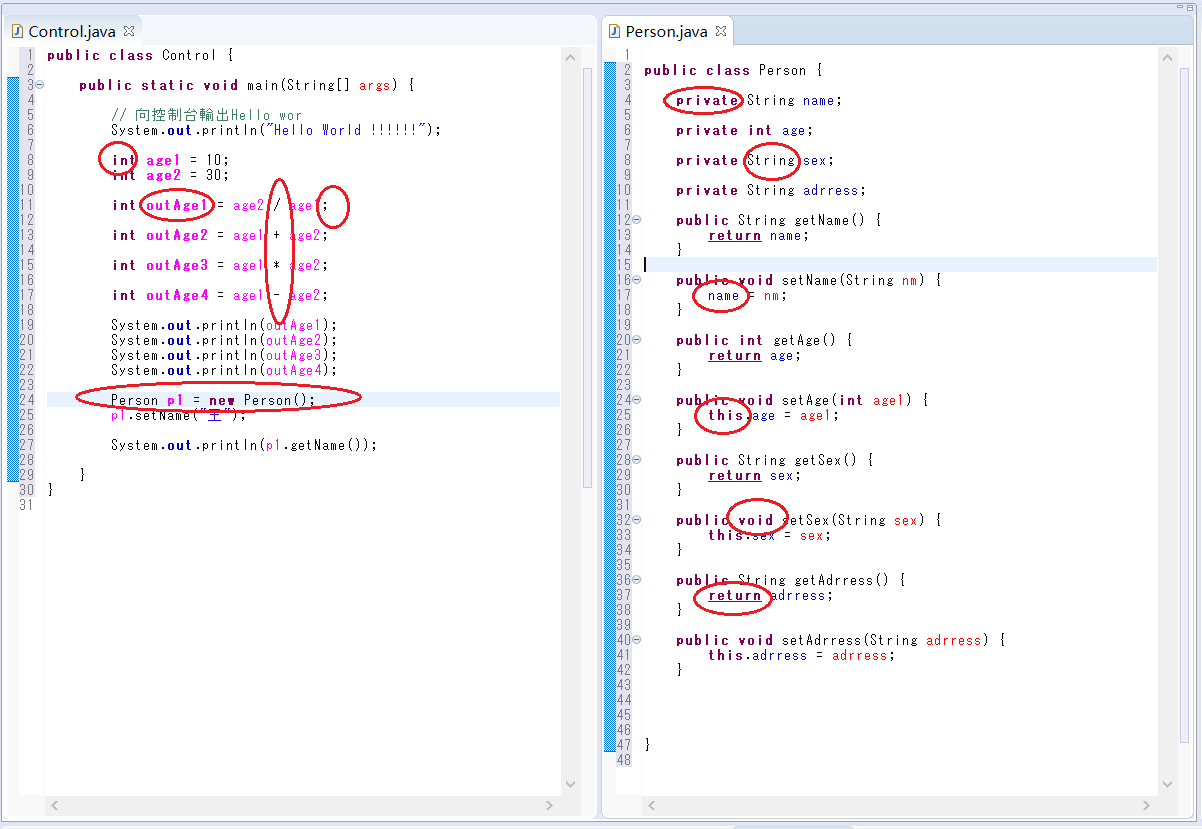 Control.java
1 public class Control {
2
3 public static void main(String[] args) {
4
5 // 向控制台輸出Hello wor
6 System.out.println("Hello World !!!!!!");
7
8 int age1 = 10;
9 int age2 = 30;
10
11 int outAge1 = age2 / age1;
12
13 int outAge2 = age1 + age2;
14
15 int outAge3 = age1 * age2;
16
17 int outAge4 = age1 - age2;
18
19 System.out.println(outAge1);
20 System.out.println(outAge2);
21 System.out.println(outAge3);
22 System.out.println(outAge4);
23
24 Person p1 = new Person();
25 p1.setName("王");
26
27 System.out.println(p1.getName());
28
29 }
30 }
31
Person.java
1
2 public class Person {
3
4 private String name;
5
6 private int age;
7
8 private String sex;
9
10 private String adrress;
11
12 public String getName() {
13 return name;
14 }
15
16 public void setName(String nm) {
17 name = nm;
18 }
19
20 public int getAge() {
21 return age;
22 }
23
24 public void setAge(int age1) {
25 this.age = age1;
26 }
27
28 public String getSex() {
29 return sex;
30 }
31
32 public void setSex(String sex) {
33 this.sex = sex;
34 }
35
36 public String getAdrress() {
37 return adrress;
38 }
39
40 public void setAdrress(String adrress) {
41 this.adrress = adrress;
42 }
43
44
45
46
47 }
48